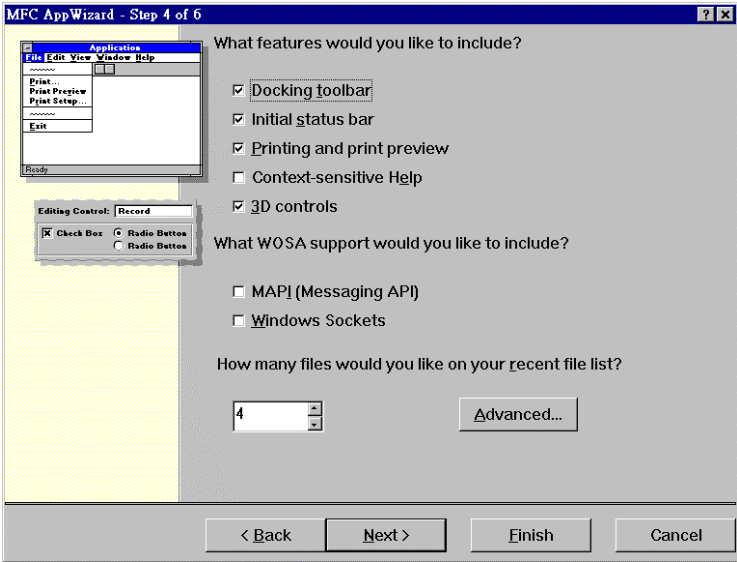 MFC AppWizard - Step 4 of 6
Application
File Edit View Window Help
Print...
Print Preview
Print Setup...
Exit
Ready
Editing Control: Record
Check Box
Radio Button
Radio Button
What features would you like to include?
Docking toolbar
Initial status bar
Printing and print preview
Context-sensitive Help
3D controls
What WOSA support would you like to include?
MAPI (Messaging API)
Windows Sockets
How many files would you like on your recent file list?
4
Advanced...
< Back Next > Finish Cancel